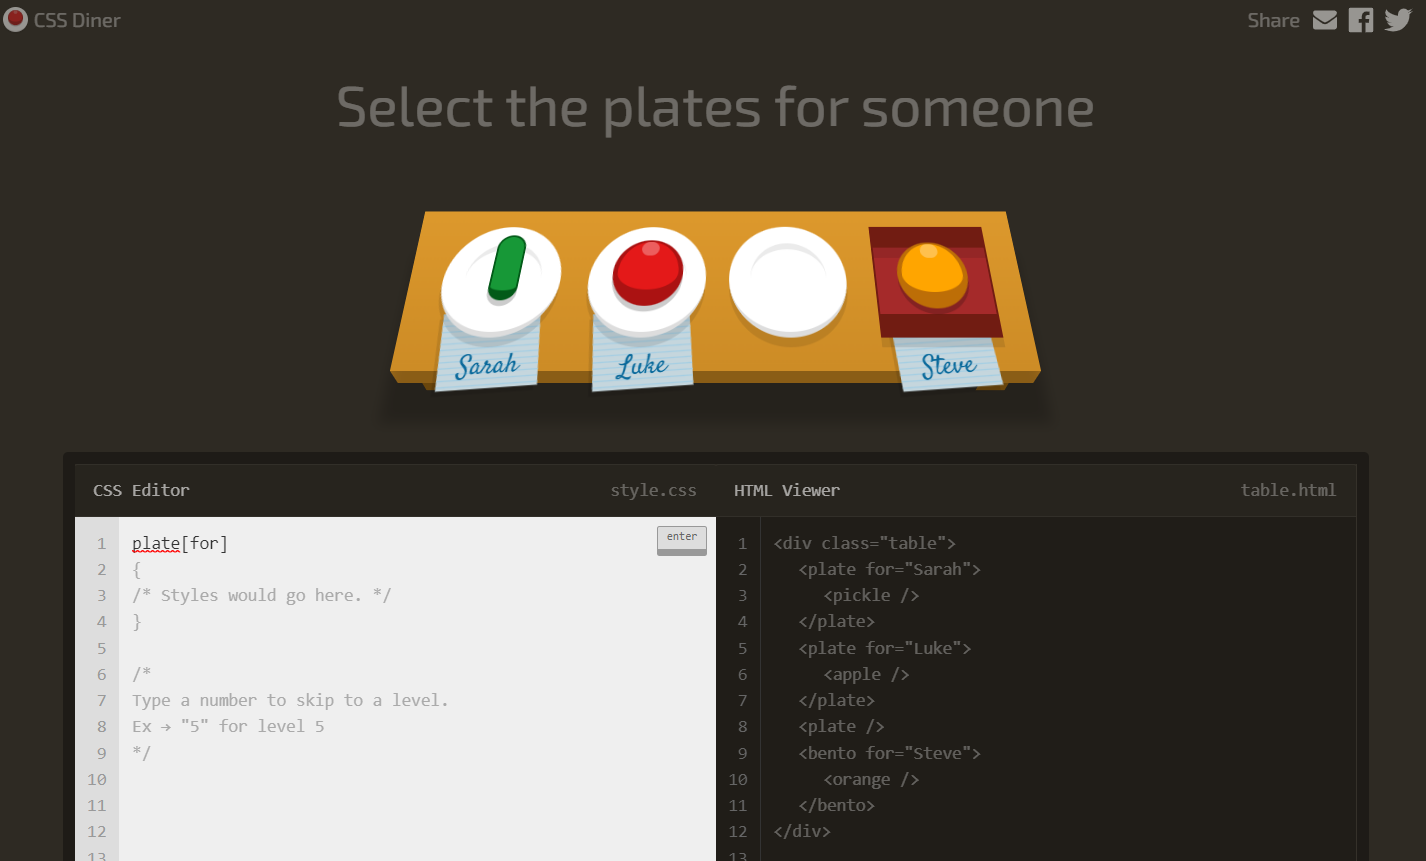 CSS Diner
Share
Select the plates for someone
Sarah
Luke
Steve
CSS Editor
style.css
enter
1 plate[for]
2 {
3 /* Styles would go here. */
4 }
5
6 /*
7 Type a number to skip to a level.
8 Ex → "5" for level 5
9 */
10
11
12
13
HTML Viewer
table.html
1 <div class="table">
2 <plate for="Sarah">
3 <pickle />
4 </plate>
5 <plate for="Luke">
6 <apple />
7 </plate>
8 <plate />
9 <bento for="Steve">
10 <orange />
11 </bento>
12 </div>
13